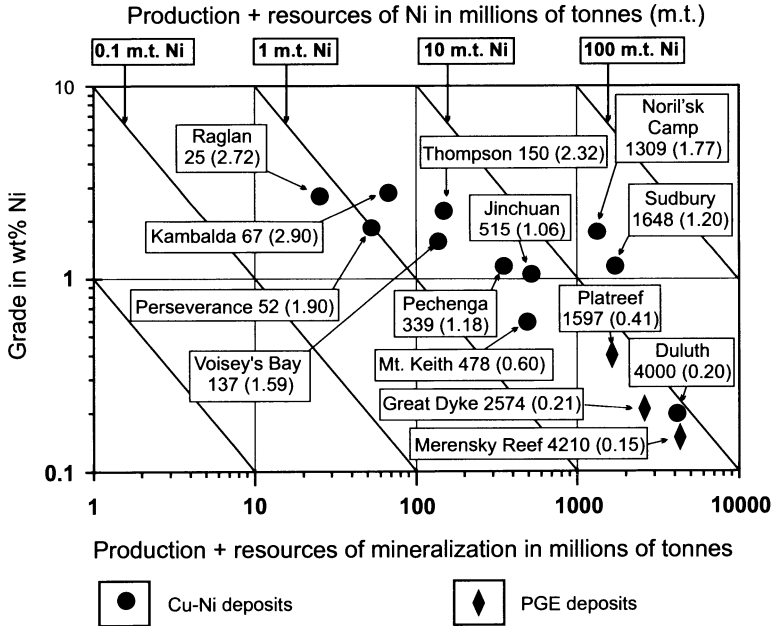 Production + resources of Ni in millions of tonnes (m.t.)
0.1 m.t. Ni
1 m.t. Ni
10 m.t. Ni
100 m.t. Ni
Grade in wt% Ni
10
1
0.1
Raglan
25 (2.72)
Kambalda 67 (2.90)
Perseverance 52 (1.90)
Voisey's Bay
137 (1.59)
Thompson 150 (2.32)
Jinchuan
515 (1.06)
Pechenga
339 (1.18)
Mt. Keith 478 (0.60)
Noril'sk
Camp
1309 (1.77)
Sudbury
1648 (1.20)
Platreef
1597 (0.41)
Duluth
4000 (0.20)
Great Dyke 2574 (0.21)
Merensky Reef 4210 (0.15)
1
10
100
1000
10000
Production + resources of mineralization in millions of tonnes
Cu-Ni deposits
PGE deposits